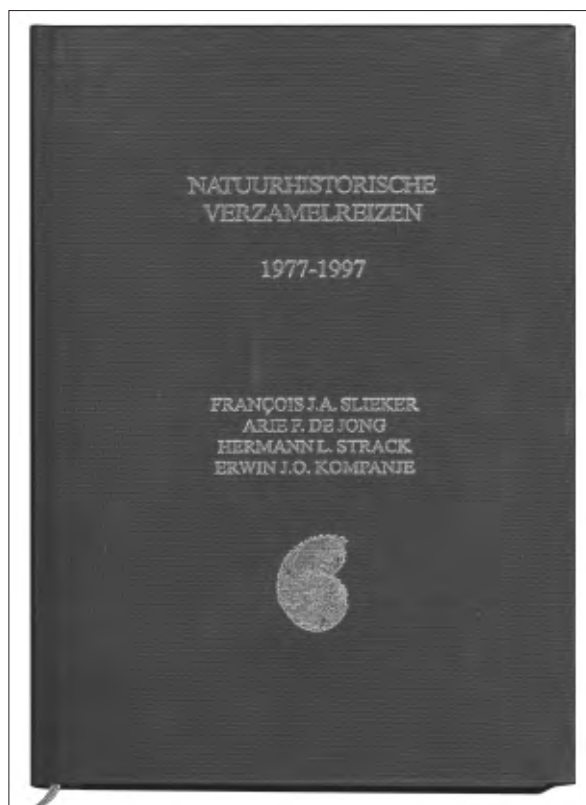 NATUURHISTORISCHE
VERZAMELREIZEN
1977-1997
FRANÇOIS J.A. SLIEKER
ARIE F. DE JONG
HERMANN L. STRACK
ERWIN J.O. KOMPANJE